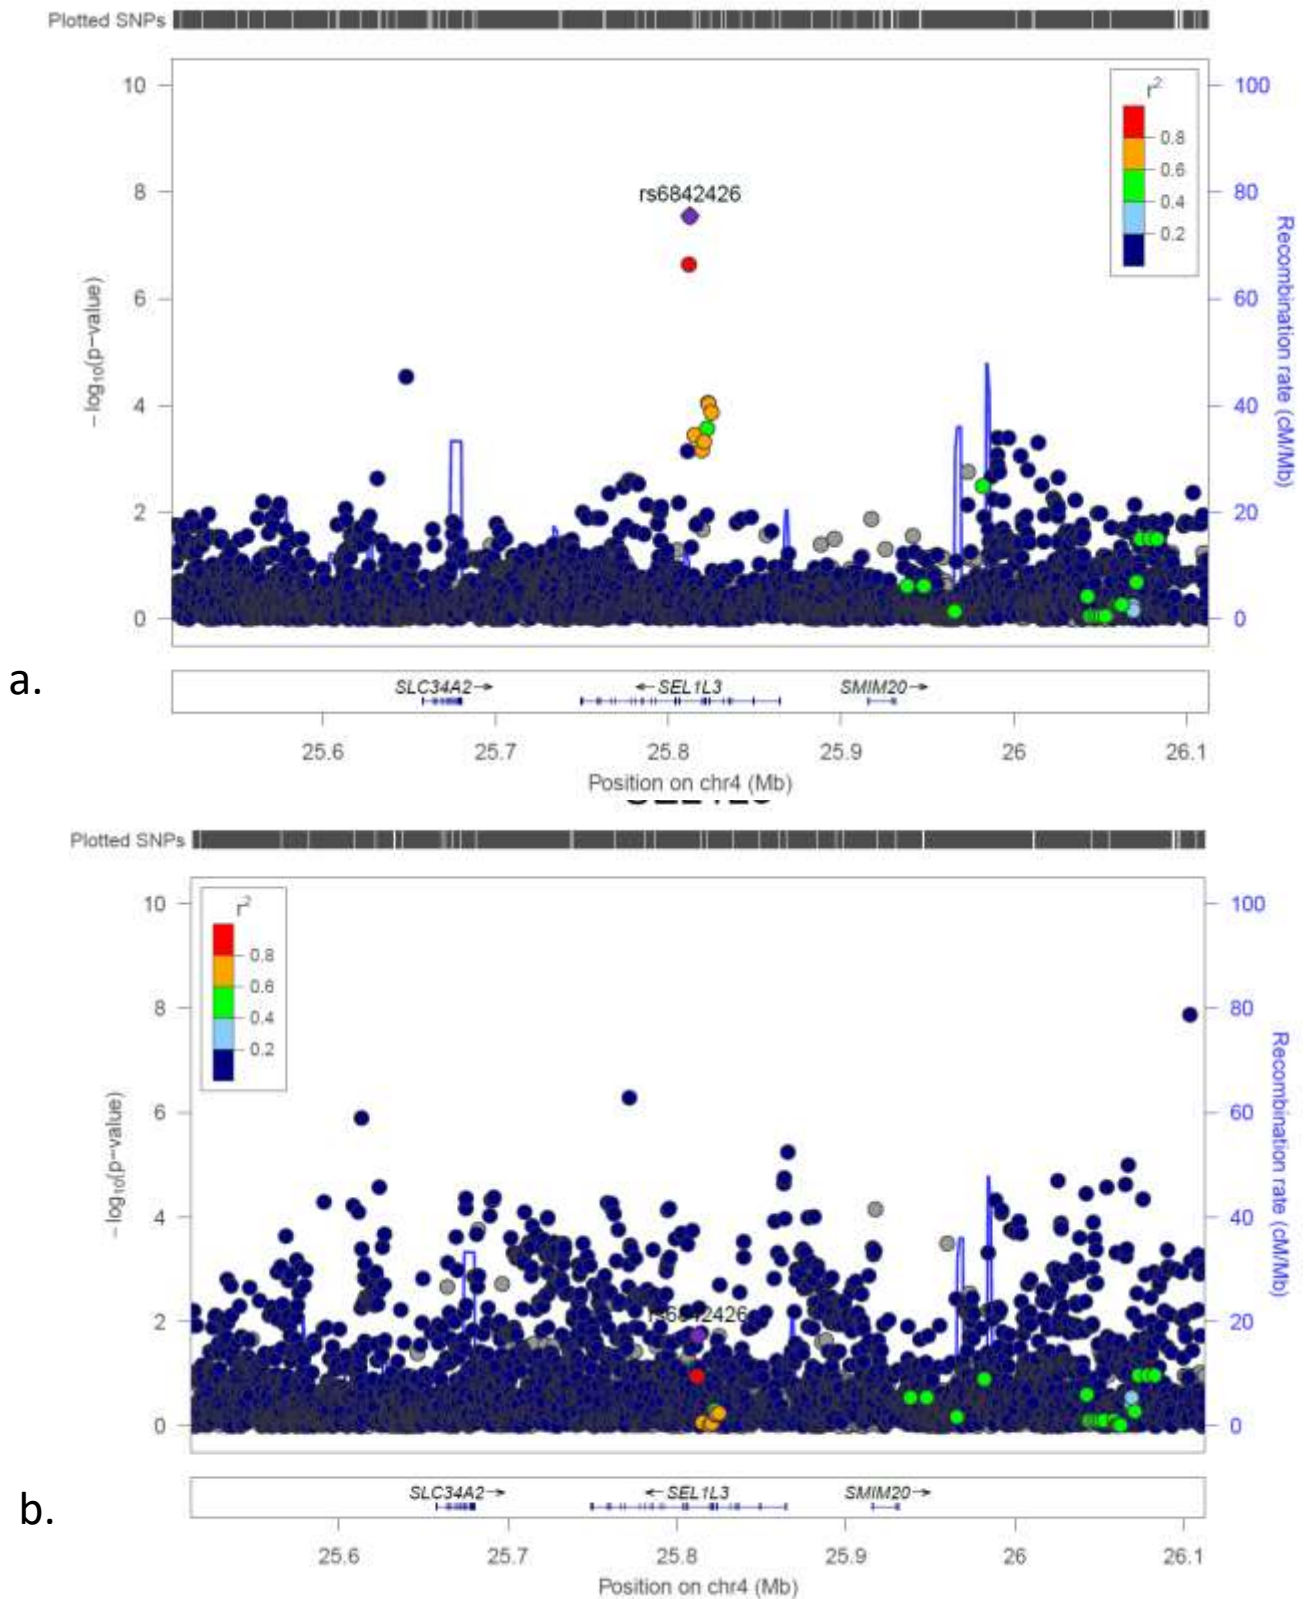 Plotted SNPs
10
8
6
4
2
0
− log10(p−value)
rs6842426
r2
0.8
0.6
0.4
0.2
100
80
60
40
20
0
Recombination rate (cM/Mb)
a.
SLC34A2→
←SEL1L3
SMIM20→
25.6
25.7
25.8
25.9
26
26.1
Position on chr4 (Mb)
Plotted SNPs
10
8
6
4
2
0
− log10(p−value)
r2
0.8
0.6
0.4
0.2
rs6842426
100
80
60
40
20
0
Recombination rate (cM/Mb)
b.
SLC34A2→
←SEL1L3
SMIM20→
25.6
25.7
25.8
25.9
26
26.1
Position on chr4 (Mb)